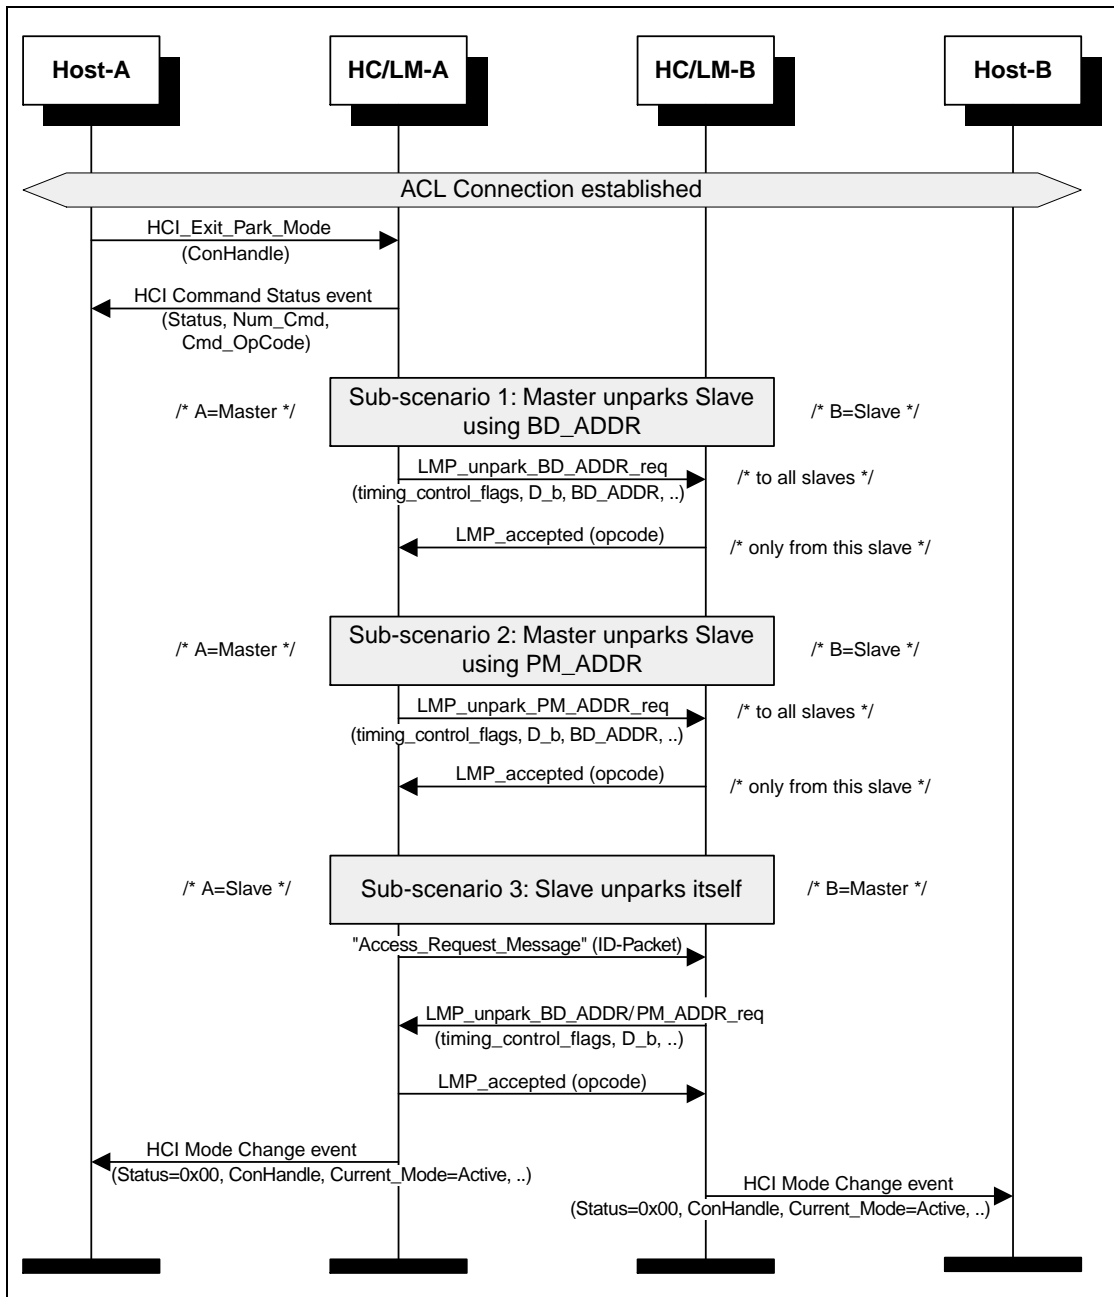 Host-A
HC/LM-A
HC/LM-B
Host-B
ACL Connection established
HCI_Exit_Park_Mode
(ConHandle)
HCI Command Status event
(Status, Num_Cmd,
Cmd_OpCode)
/* A=Master */
Sub-scenario 1: Master unparks Slave
using BD_ADDR
/* B=Slave */
LMP_unpark_BD_ADDR_req
(timing_control_flags, D_b, BD_ADDR, ..)
/* to all slaves */
LMP_accepted (opcode)
/* only from this slave */
/* A=Master */
Sub-scenario 2: Master unparks Slave
using PM_ADDR
/* B=Slave */
LMP_unpark_PM_ADDR_req
(timing_control_flags, D_b, BD_ADDR, ..)
/* to all slaves */
LMP_accepted (opcode)
/* only from this slave */
/* A=Slave */
Sub-scenario 3: Slave unparks itself
/* B=Master */
"Access_Request_Message" (ID-Packet)
LMP_unpark_BD_ADDR/PM_ADDR_req
(timing_control_flags, D_b, ..)
LMP_accepted (opcode)
HCI Mode Change event
(Status=0x00, ConHandle, Current_Mode=Active, ..)
HCI Mode Change event
(Status=0x00, ConHandle, Current_Mode=Active, ..)